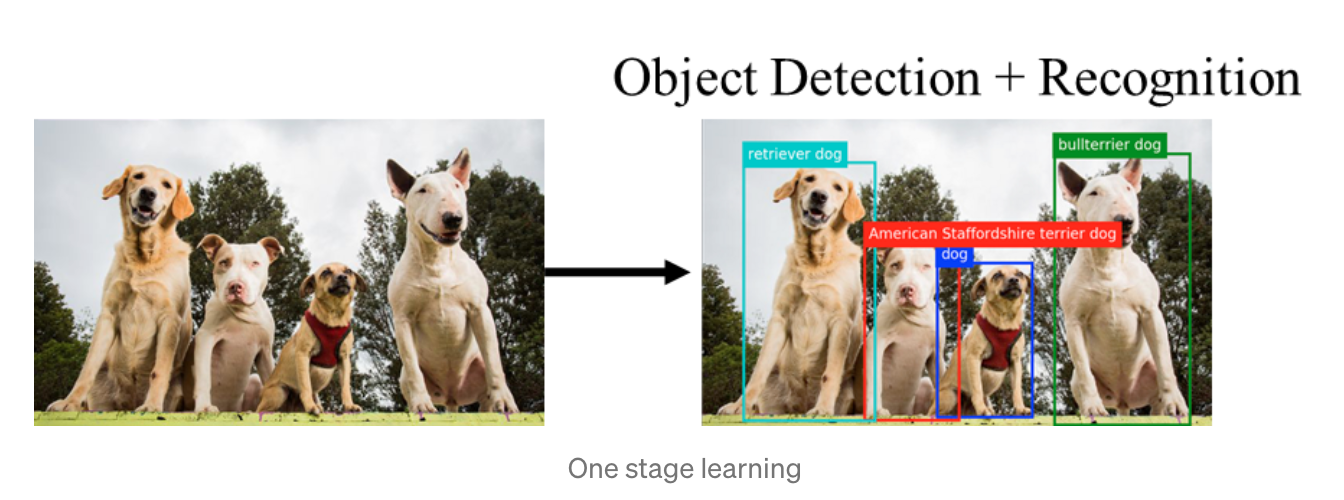 Object Detection + Recognition
retriever dog
bullterrier dog
American Staffordshire terrier dog
dog
One stage learning